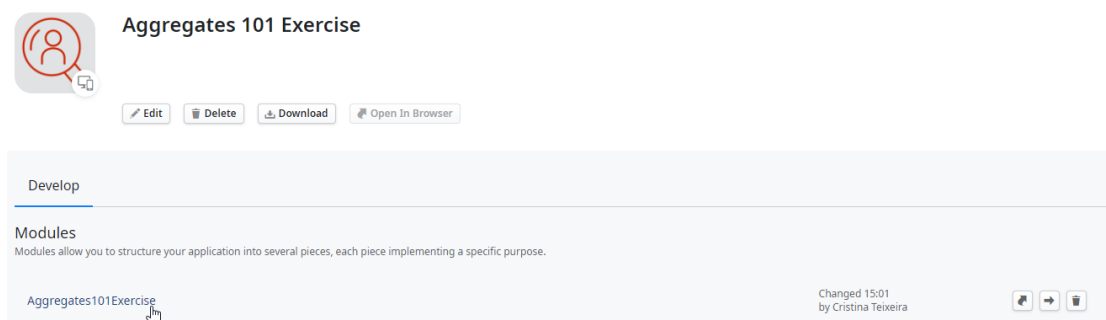 Aggregates 101 Exercise
Edit Delete Download Open In Browser
Develop
Modules
Modules allow you to structure your application into several pieces, each piece implementing a specific purpose.
Aggregates101Exercise
Changed 15:01
by Cristina Teixeira